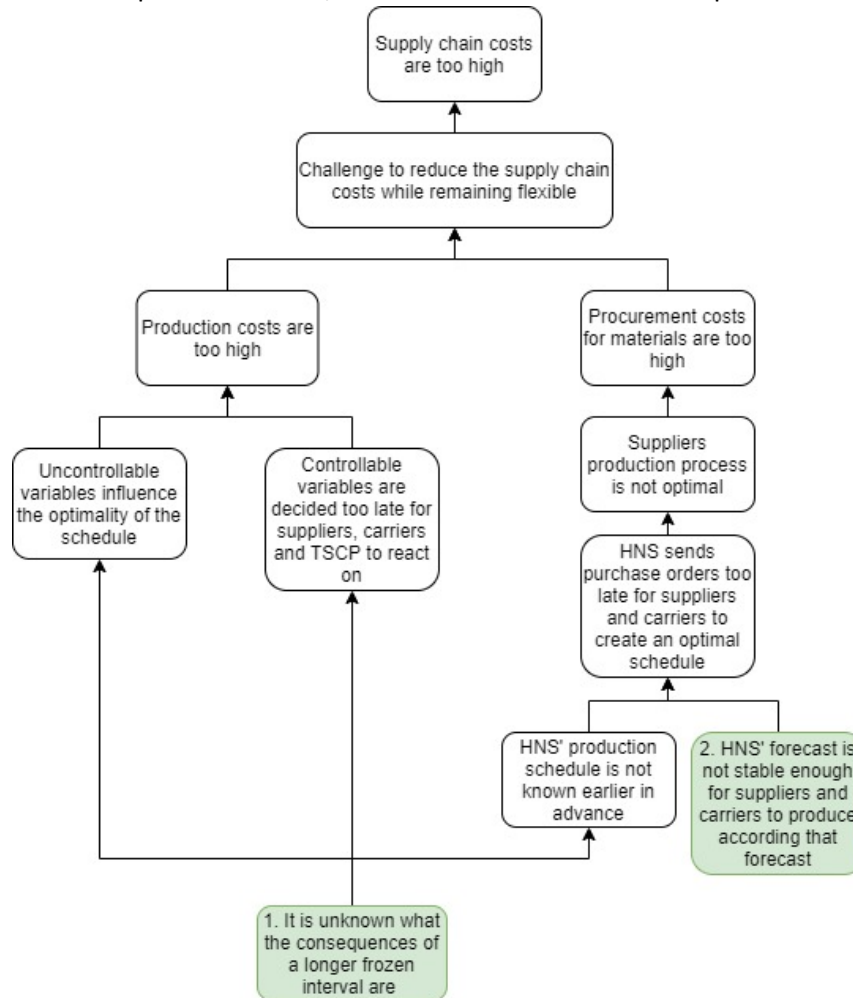 Supply chain costs
are too high
Challenge to reduce the supply chain
costs while remaining flexible
Production costs are
too high
Procurement costs
for materials are too
high
Uncontrollable
variables influence
the optimality of the
schedule
Controllable
variables are
decided too late for
suppliers, carriers
and TSCP to react
on
Suppliers
production process
is not optimal
HNS sends
purchase orders too
late for suppliers
and carriers to
create an optimal
schedule
HNS' production
schedule is not
known earlier in
advance
2. HNS' forecast is
not stable enough
for suppliers and
carriers to produce
according that
forecast
1. It is unknown what
the consequences of
a longer frozen
interval are